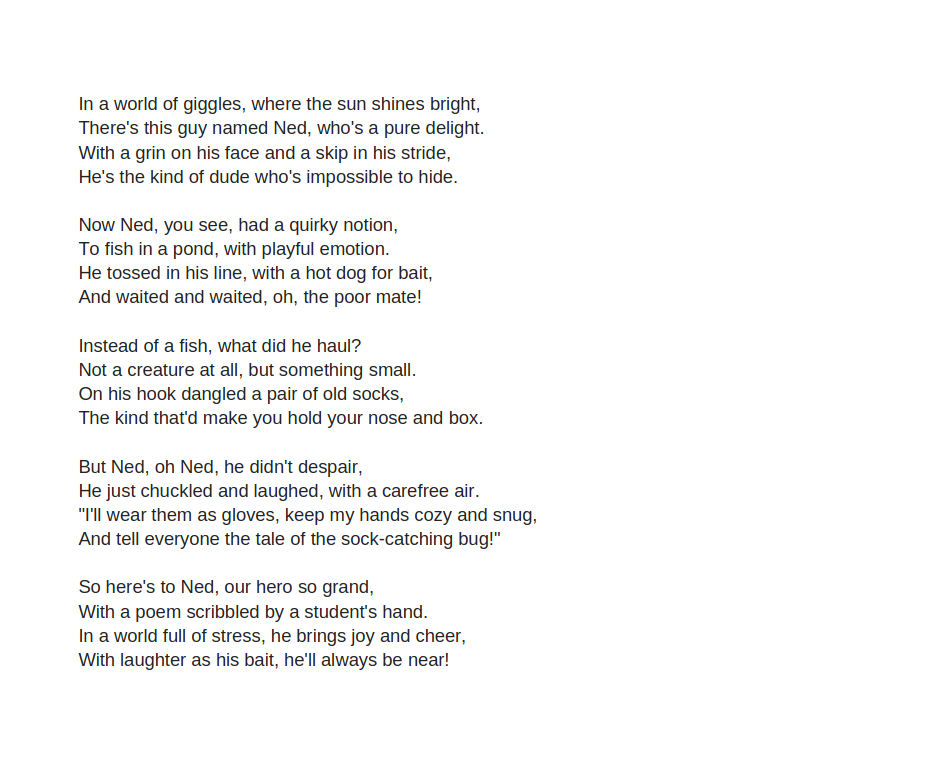 In a world of giggles, where the sun shines bright,
There's this guy named Ned, who's a pure delight.
With a grin on his face and a skip in his stride,
He's the kind of dude who's impossible to hide.

Now Ned, you see, had a quirky notion,
To fish in a pond, with playful emotion.
He tossed in his line, with a hot dog for bait,
And waited and waited, oh, the poor mate!

Instead of a fish, what did he haul?
Not a creature at all, but something small.
On his hook dangled a pair of old socks,
The kind that'd make you hold your nose and box.

But Ned, oh Ned, he didn't despair,
He just chuckled and laughed, with a carefree air.
"I'll wear them as gloves, keep my hands cozy and snug,
And tell everyone the tale of the sock-catching bug!"

So here's to Ned, our hero so grand,
With a poem scribbled by a student's hand.
In a world full of stress, he brings joy and cheer,
With laughter as his bait, he'll always be near!